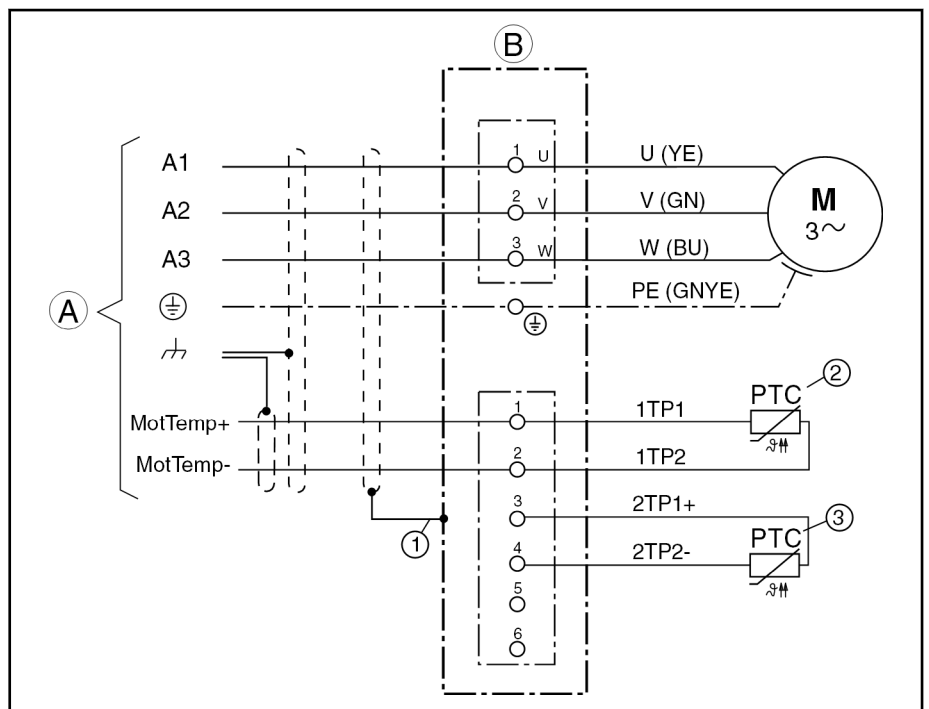 B
A1
1 U
U (YE)
A2
2 V
V (GN)
M
3~
A3
3 W
W (BU)
PE (GNYE)
A
2
MotTemp+
1
1TP1
PTC
ϑ
MotTemp-
2
1TP2
3
2TP1+
3
1
4
2TP2-
PTC
ϑ
5
6